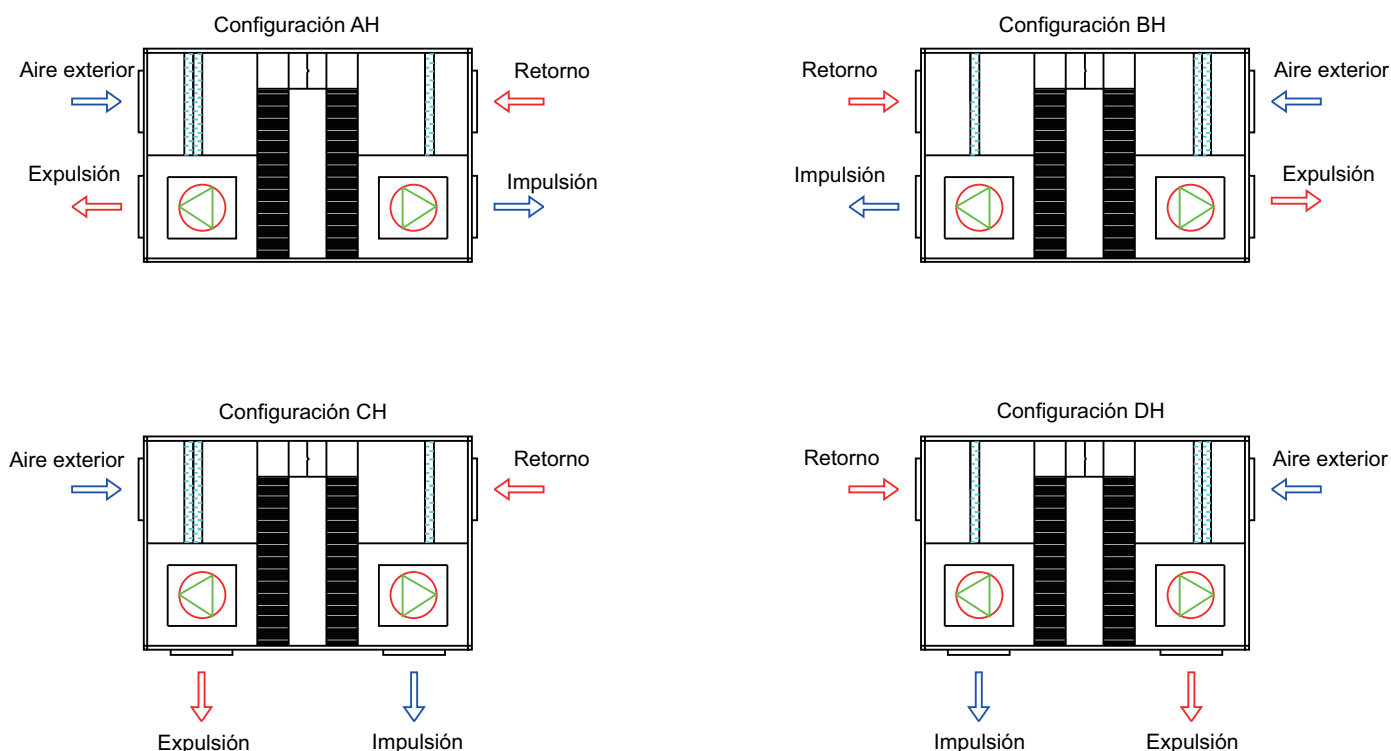 Configuración AH
Aire exterior
Retorno
Expulsión
Impulsión
Configuración BH
Retorno
Aire exterior
Impulsión
Expulsión
Configuración CH
Aire exterior
Retorno
Expulsión
Impulsión
Configuración DH
Retorno
Aire exterior
Impulsión
Expulsión